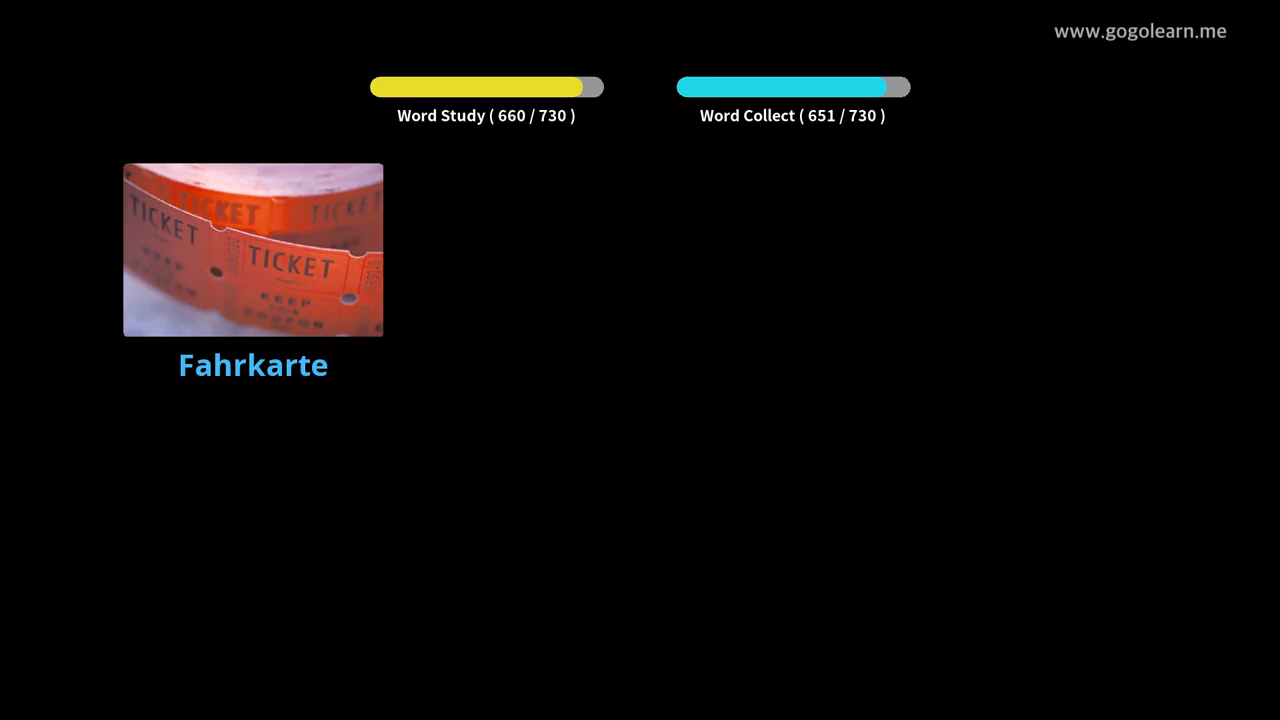 www.gogolearn.me
Word Study ( 660 / 730 )
Word Collect ( 651 / 730 )
TICKET
TICKET
TICKET
TICKET
KEEP
Fahrkarte